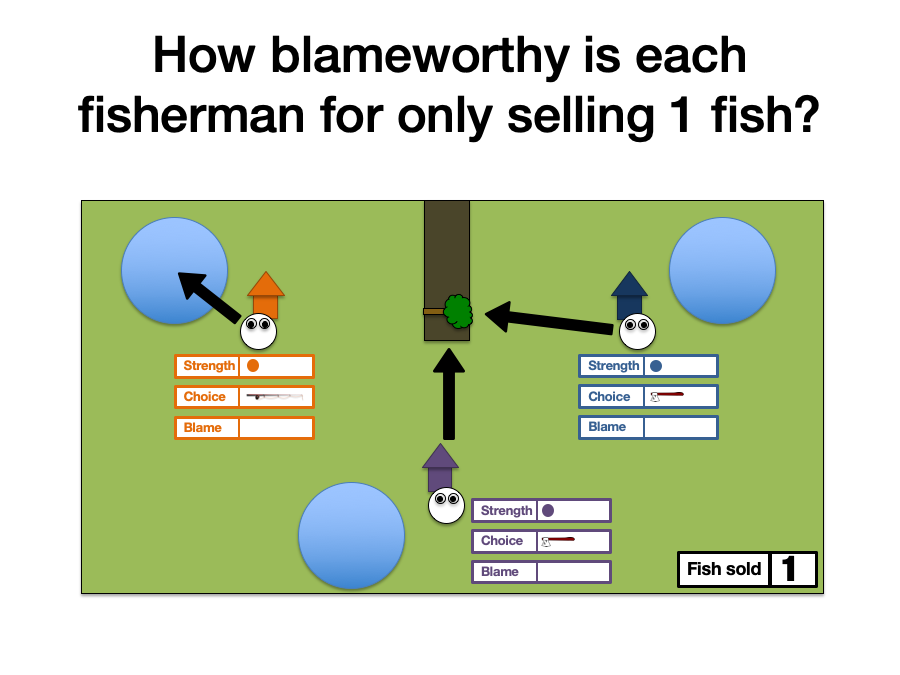 How blameworthy is each
fisherman for only selling 1 fish?
Strength
Choice
Blame
Strength
Choice
Blame
Strength
Choice
Blame
Fish sold 1